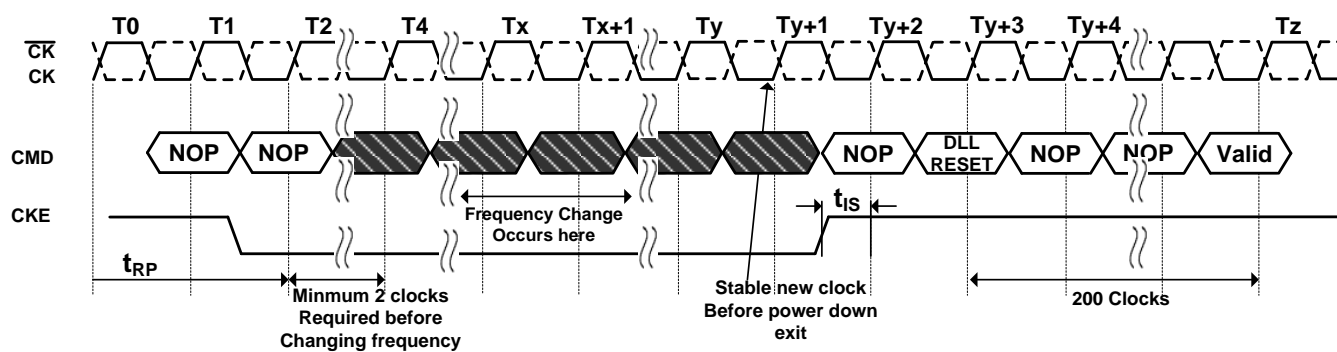 T0 T1 T2 T4 Tx Tx+1 Ty Ty+1 Ty+2 Ty+3 Ty+4 Tz
CK
CK
CMD
NOP NOP NOP DLL RESET NOP NOP Valid
CKE
Frequency Change
Occurs here
tIS
tRP
Minmum 2 clocks
Required before
Changing frequency
Stable new clock
Before power down
exit
200 Clocks